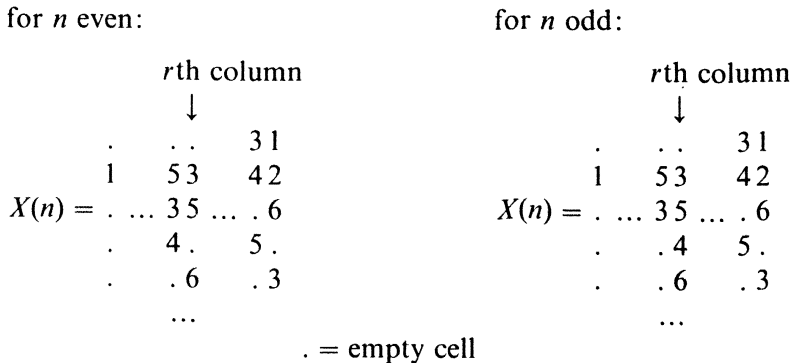 for n even: for n odd:
rth column rth column
↓ ↓
. . . 3 1 . . . 3 1
1 5 3 4 2 1 5 3 4 2
X(n) = . ... 3 5 ... . 6 X(n) = . ... 3 5 ... . 6
. 4 . 5 . . . 4 5 .
. . 6 . 3 . . 6 . 3
... ...
. = empty cell